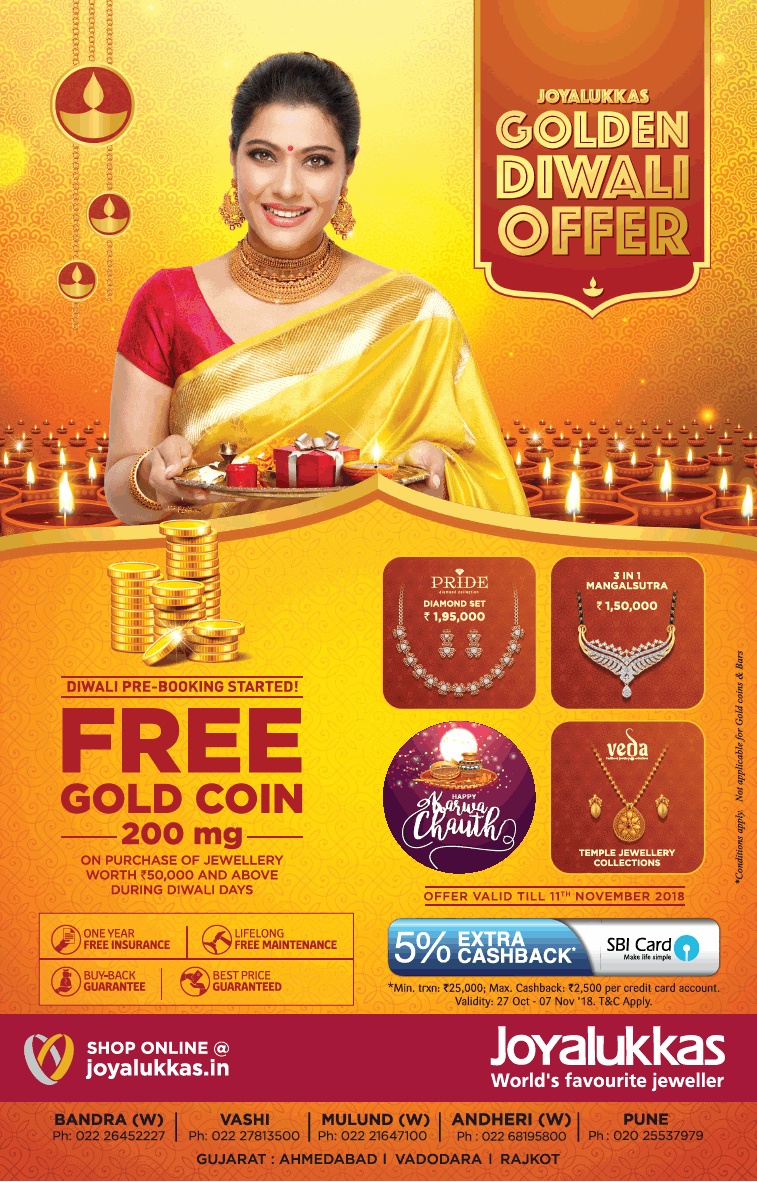 JOYALUKKAS
GOLDEN
DIWALI
OFFER
DIWALI PRE-BOOKING STARTED!
FREE
GOLD COIN
200 mg
ON PURCHASE OF JEWELLERY
WORTH ₹50,000 AND ABOVE
DURING DIWALI DAYS
ONE YEAR
FREE INSURANCE
LIFELONG
FREE MAINTENANCE
BUY-BACK
GUARANTEE
BEST PRICE
GUARANTEED
PRIDE
diamond collection
DIAMOND SET
₹ 1,95,000
3 IN 1
MANGALSUTRA
₹ 1,50,000
HAPPY
Karwa
Chauth
veda
TEMPLE JEWELLERY
COLLECTIONS
*Conditions apply. Not applicable for Gold coins & Bars
OFFER VALID TILL 11TH NOVEMBER 2018
5% EXTRA
CASHBACK*
SBI Card
Make life simple
*Min. trxn: ₹25,000; Max. Cashback: ₹2,500 per credit card account.
Validity: 27 Oct - 07 Nov '18. T&C Apply.
SHOP ONLINE @
joyalukkas.in
Joyalukkas
World's favourite jeweller
BANDRA (W)
Ph: 022 26452227
VASHI
Ph: 022 27813500
MULUND (W)
Ph: 022 21647100
ANDHERI (W)
Ph : 022 68195800
PUNE
Ph : 020 25537979
GUJARAT : AHMEDABAD I VADODARA I RAJKOT